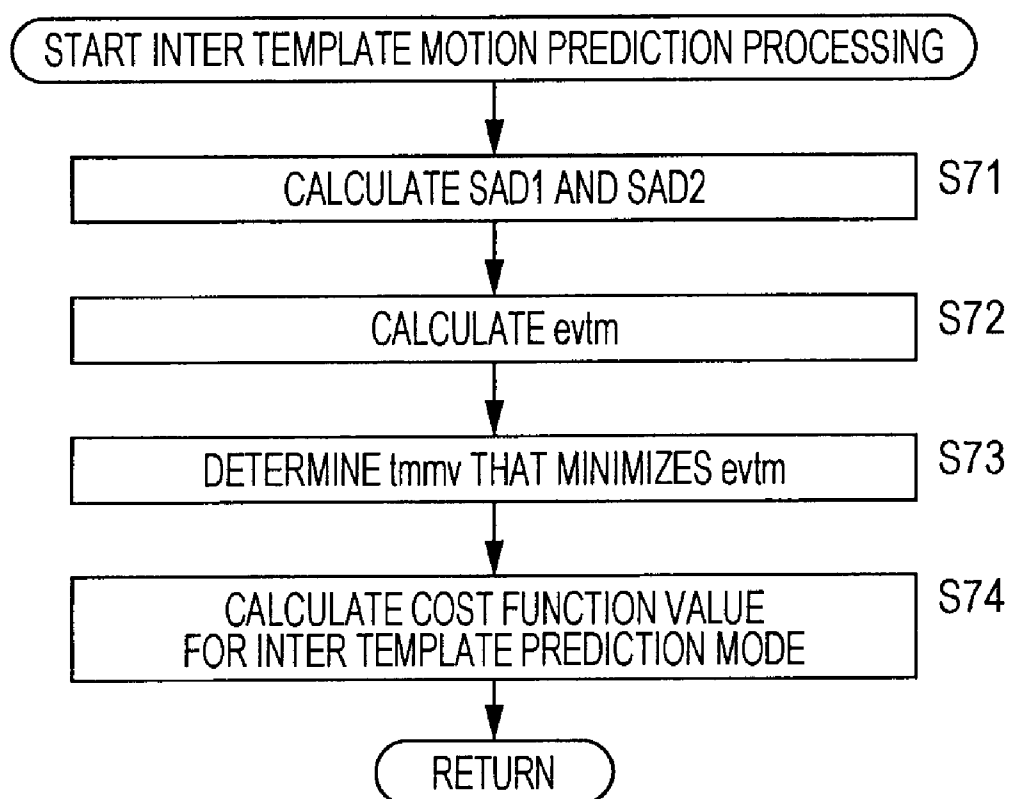 START INTER TEMPLATE MOTION PREDICTION PROCESSING
CALCULATE SAD1 AND SAD2
S71
CALCULATE evtm
S72
DETERMINE tmmv THAT MINIMIZES evtm
S73
CALCULATE COST FUNCTION VALUE
FOR INTER TEMPLATE PREDICTION MODE
S74
RETURN